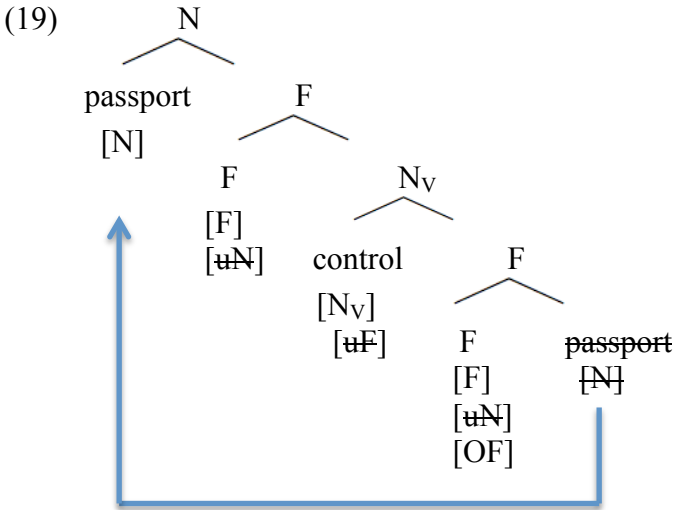 (19)
N
passport F
[N]
F N_V
[F]
[uN] control F
[N_V]
[uF] F passport
[F] [N]
[uN]
[OF]